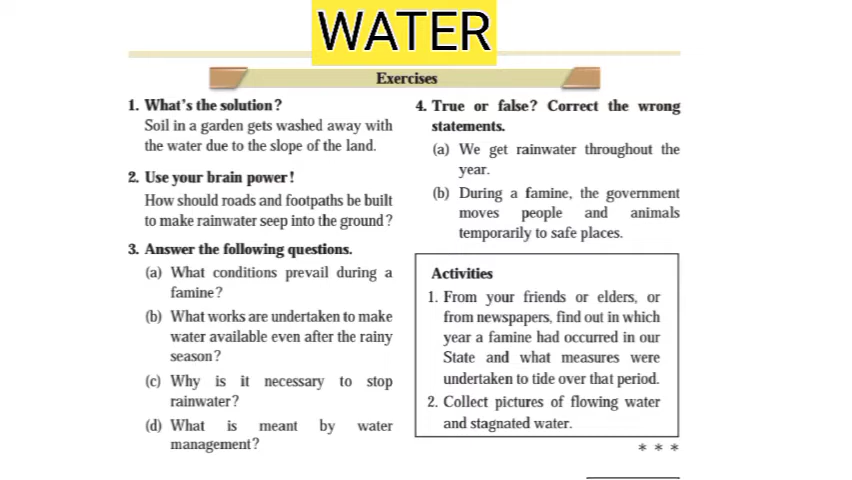 WATER
Exercises
1. What's the solution?
Soil in a garden gets washed away with
the water due to the slope of the land.
2. Use your brain power!
How should roads and footpaths be built
to make rainwater seep into the ground?
3. Answer the following questions.
(a) What conditions prevail during a
famine?
(b) What works are undertaken to make
water available even after the rainy
season?
(c) Why is it necessary to stop
rainwater?
(d) What is meant by water
management?
4. True or false? Correct the wrong
statements.
(a) We get rainwater throughout the
year.
(b) During a famine, the government
moves people and animals
temporarily to safe places.
Activities
1. From your friends or elders, or
from newspapers, find out in which
year a famine had occurred in our
State and what measures were
undertaken to tide over that period.
2. Collect pictures of flowing water
and stagnated water.
* * *